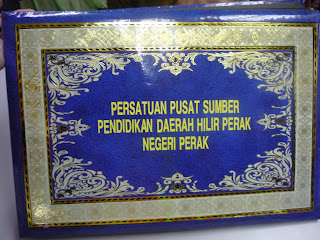 PERSATUAN PUSAT SUMBER
PENDIDIKAN DAERAH HILIR PERAK
NEGERI PERAK